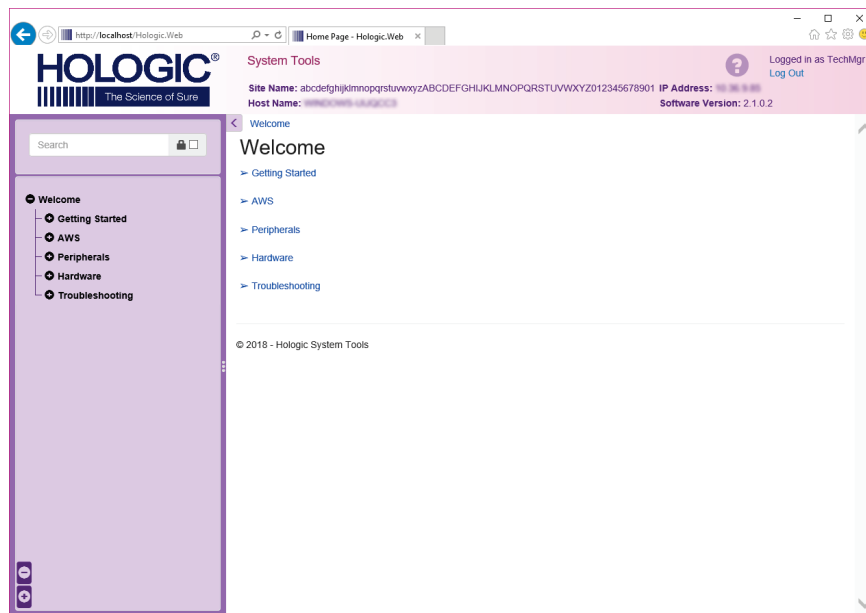 http://localhost/Hologic.Web
Home Page - Hologic.Web
HOLOGIC®
The Science of Sure
System Tools
Logged in as TechMgr
Log Out
Site Name: abcdefghijklmnopqrstuvwxyzABCDEFGHIJKLMNOPQRSTUVWXYZ012345678901 IP Address:
Host Name:
Software Version: 2.1.0.2
Search
Welcome
Getting Started
AWS
Peripherals
Hardware
Troubleshooting
Welcome
Welcome
➢ Getting Started
➢ AWS
➢ Peripherals
➢ Hardware
➢ Troubleshooting
© 2018 - Hologic System Tools